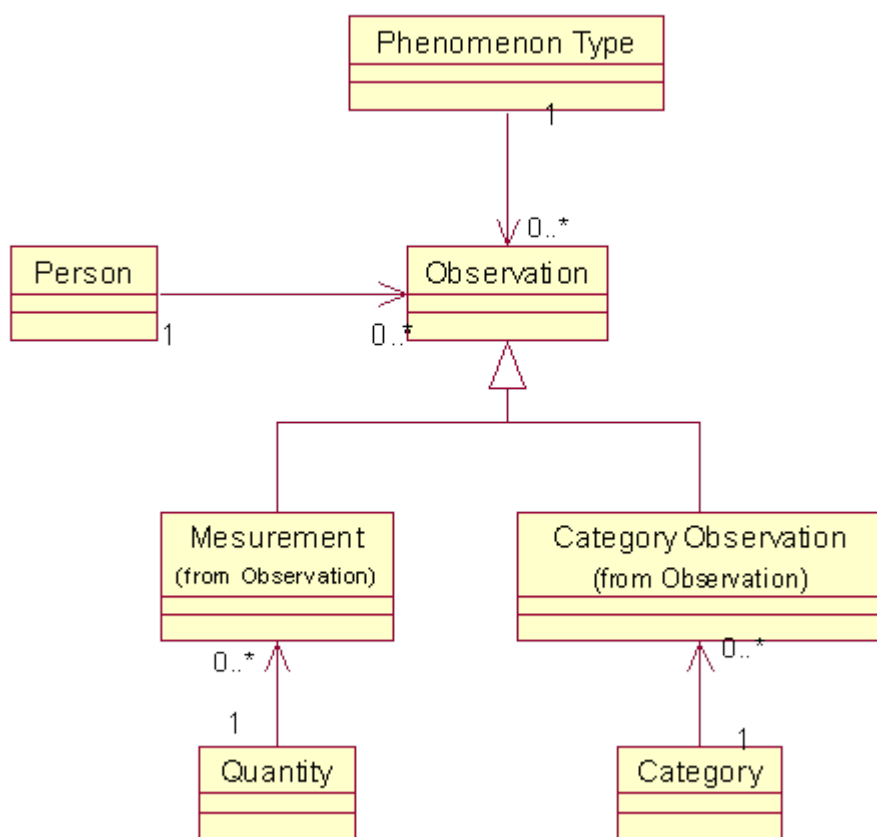 Phenomenon Type
1
0..*
Person
Observation
1
0..*
Mesurement
(from Observation)
Category Observation
(from Observation)
0..*
0..*
1
1
Quantity
Category